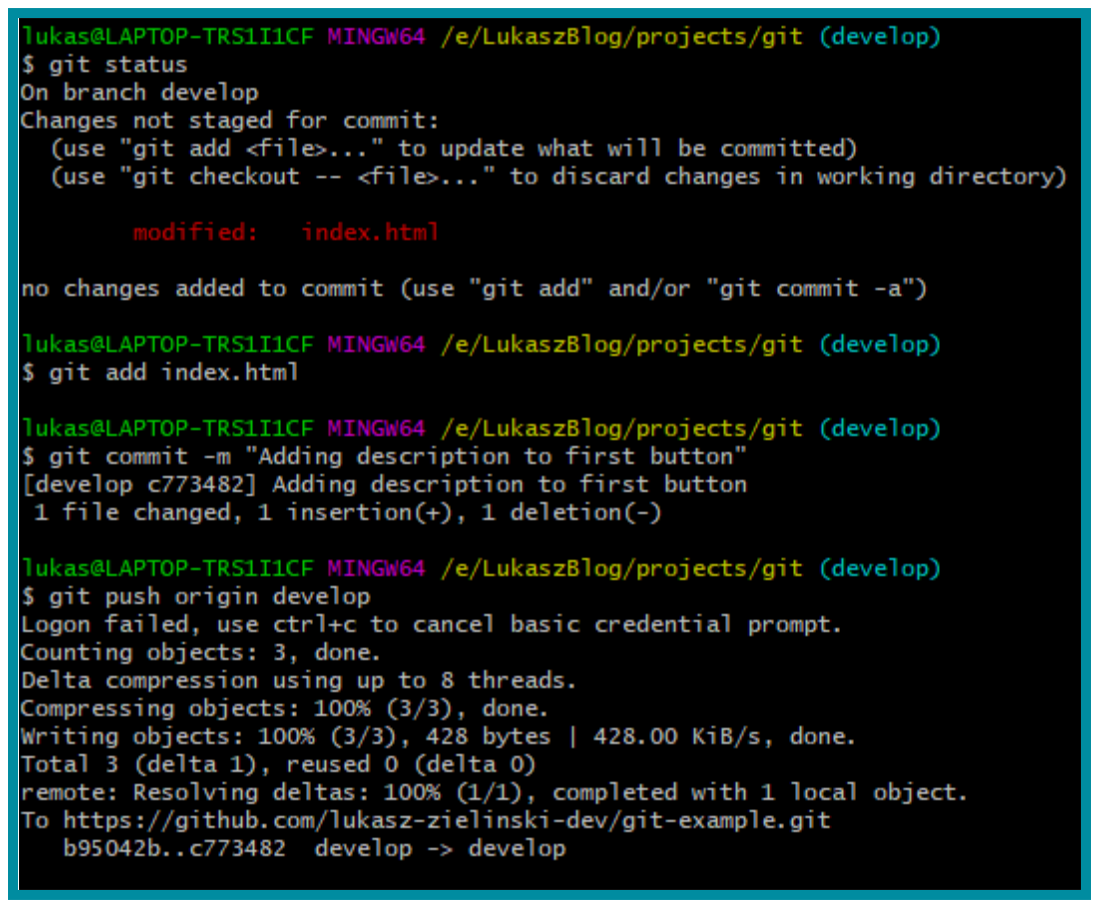 lukas@LAPTOP-TRS1I1CF MINGW64 /e/LukaszBlog/projects/git (develop)
$ git status
On branch develop
Changes not staged for commit:
  (use "git add <file>..." to update what will be committed)
  (use "git checkout -- <file>..." to discard changes in working directory)
        modified:   index.html
no changes added to commit (use "git add" and/or "git commit -a")
lukas@LAPTOP-TRS1I1CF MINGW64 /e/LukaszBlog/projects/git (develop)
$ git add index.html
lukas@LAPTOP-TRS1I1CF MINGW64 /e/LukaszBlog/projects/git (develop)
$ git commit -m "Adding description to first button"
[develop c773482] Adding description to first button
 1 file changed, 1 insertion(+), 1 deletion(-)
lukas@LAPTOP-TRS1I1CF MINGW64 /e/LukaszBlog/projects/git (develop)
$ git push origin develop
Logon failed, use ctrl+c to cancel basic credential prompt.
Counting objects: 3, done.
Delta compression using up to 8 threads.
Compressing objects: 100% (3/3), done.
Writing objects: 100% (3/3), 428 bytes | 428.00 KiB/s, done.
Total 3 (delta 1), reused 0 (delta 0)
remote: Resolving deltas: 100% (1/1), completed with 1 local object.
To https://github.com/lukasz-zielinski-dev/git-example.git
   b95042b..c773482  develop -> develop